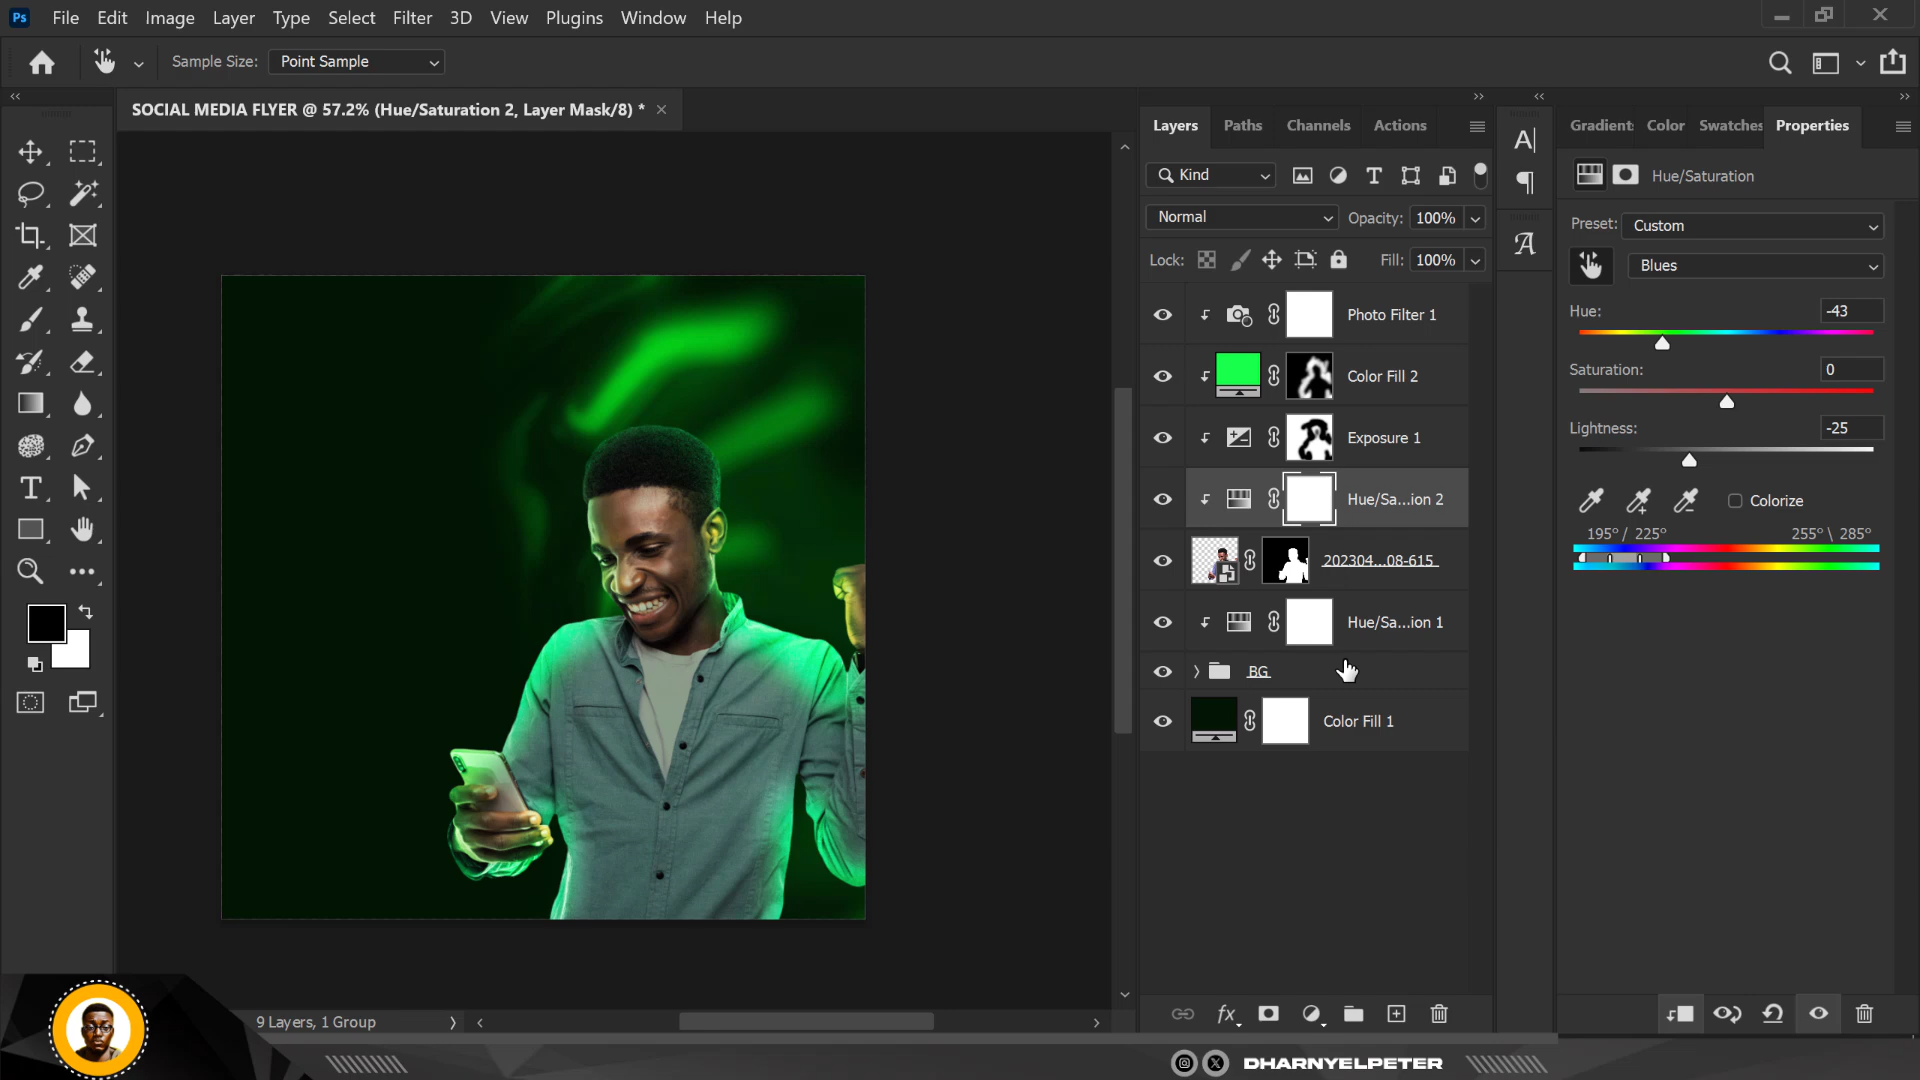 Ps File Edit Image Layer Type Select Filter 3D View Plugins Window Help
Sample Size: Point Sample
SOCIAL MEDIA FLYER @ 57.2% (Hue/Saturation 2, Layer Mask/8) *
Layers Paths Channels Actions
Gradient Color Swatches Properties
Kind
Hue/Saturation
Normal Opacity: 100%
Preset: Custom
Lock: Fill: 100%
Blues
Hue: -43
Saturation: 0
Lightness: -25
Colorize
195° / 225° 255° \ 285°
Photo Filter 1
Color Fill 2
Exposure 1
Hue/Sa...ion 2
202304...08-615
Hue/Sa...ion 1
BG
Color Fill 1
9 Layers, 1 Group
DHARNYELPETER